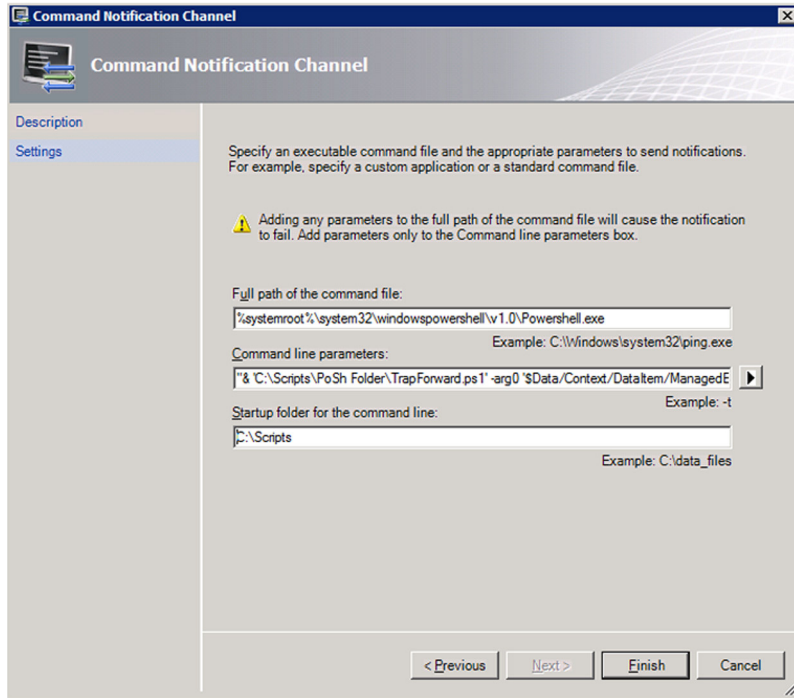 Command Notification Channel
Command Notification Channel
Description
Settings
Specify an executable command file and the appropriate parameters to send notifications.
For example, specify a custom application or a standard command file.
Adding any parameters to the full path of the command file will cause the notification
to fail. Add parameters only to the Command line parameters box.
Full path of the command file:
%systemroot%\system32\windowspowershell\v1.0\Powershell.exe
Example: C:\Windows\system32\ping.exe
Command line parameters:
"& 'C:\Scripts\PoSh Folder\TrapForward.ps1' -arg0 '$Data/Context/DataItem/ManagedE
Example: -t
Startup folder for the command line:
C:\Scripts
Example: C:\data_files
< Previous
Next >
Finish
Cancel